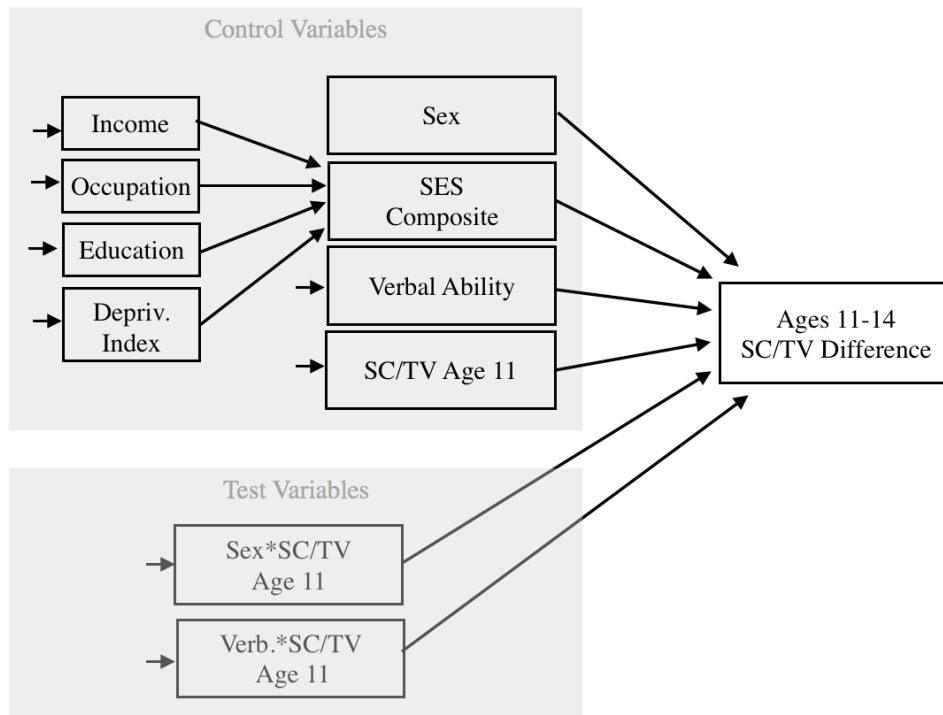 Control Variables
Income
Occupation
Education
Depriv.
Index
Sex
SES
Composite
Verbal Ability
SC/TV Age 11
Ages 11-14
SC/TV Difference
Test Variables
Sex*SC/TV
Age 11
Verb.*SC/TV
Age 11